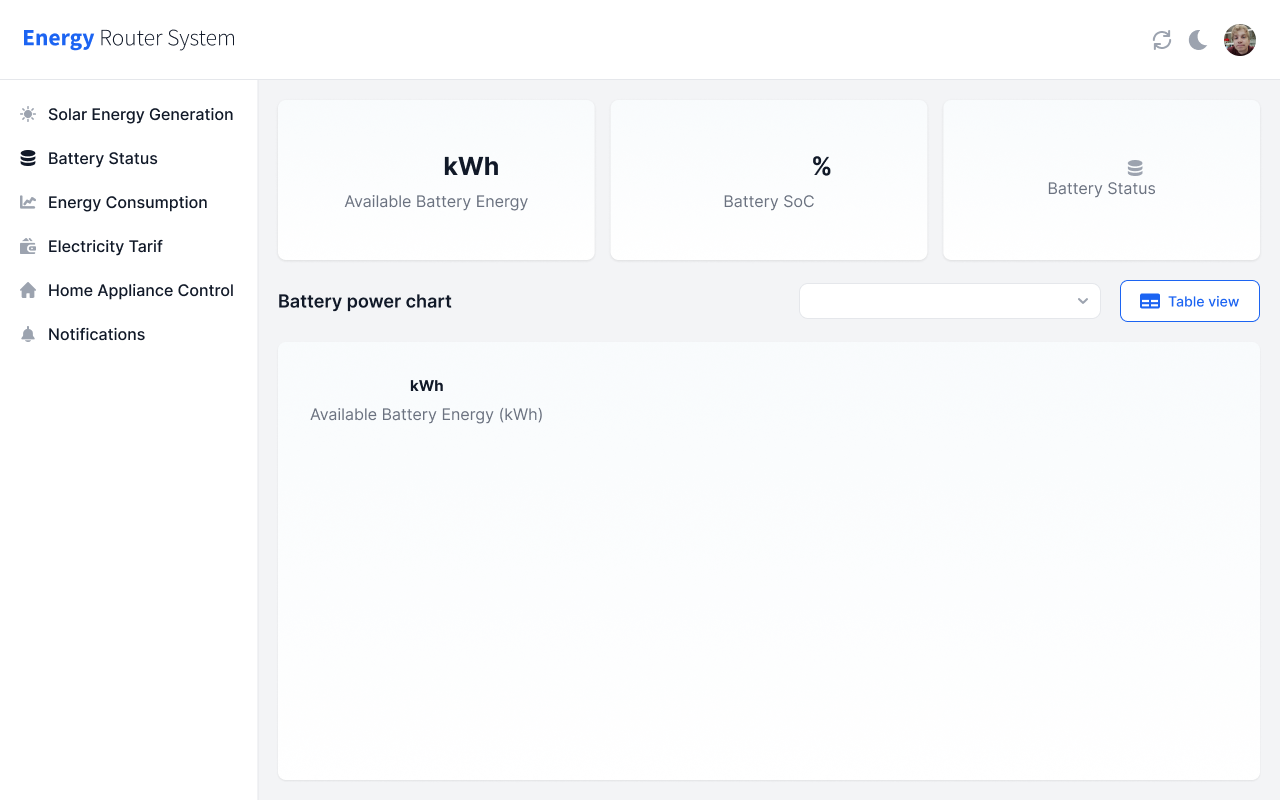 Energy Router System
Solar Energy Generation
Battery Status
Energy Consumption
Electricity Tarif
Home Appliance Control
Notifications
kWh
Available Battery Energy
%
Battery SoC
Battery Status
Battery power chart
Table view
kWh
Available Battery Energy (kWh)